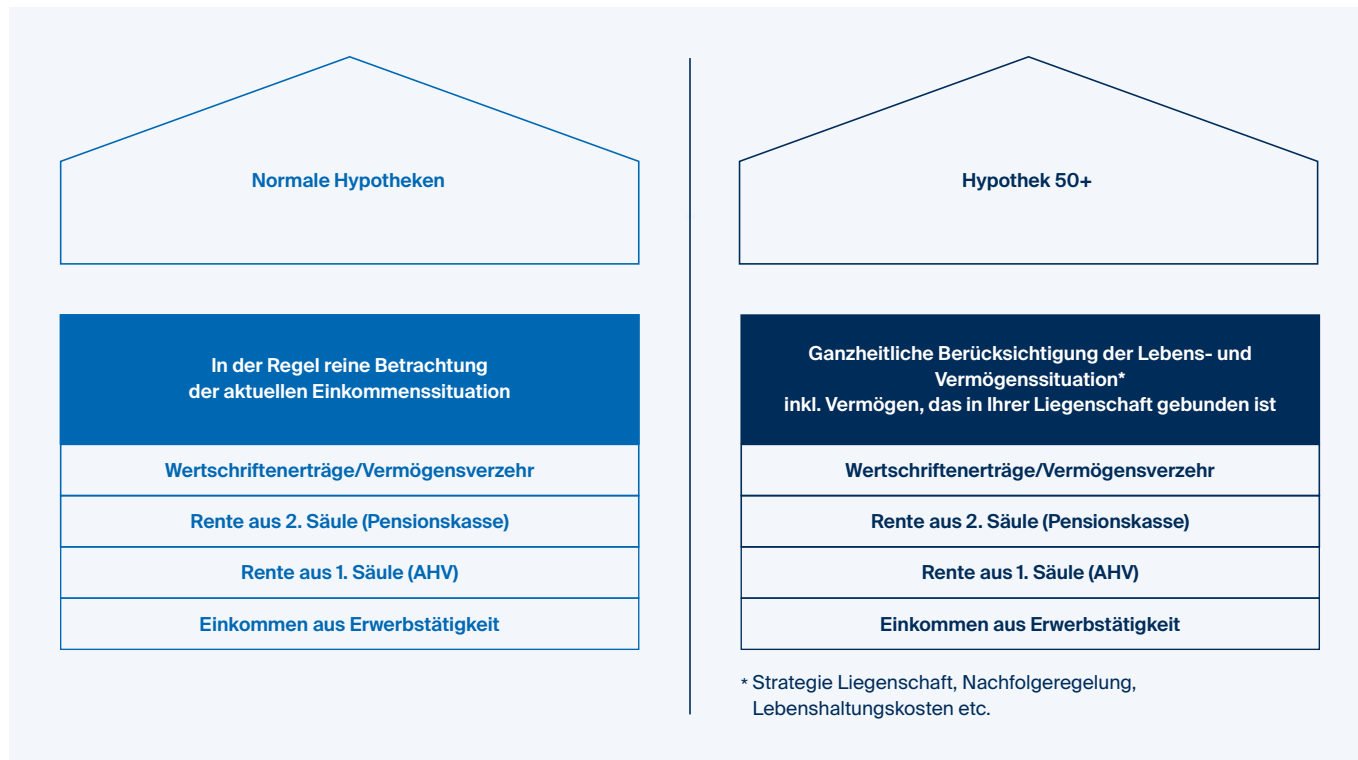 Normale Hypotheken
In der Regel reine Betrachtung
der aktuellen Einkommenssituation
Wertschriftenerträge/Vermögensverzehr
Rente aus 2. Säule (Pensionskasse)
Rente aus 1. Säule (AHV)
Einkommen aus Erwerbstätigkeit
Hypothek 50+
Ganzheitliche Berücksichtigung der Lebens- und
Vermögenssituation*
inkl. Vermögen, das in Ihrer Liegenschaft gebunden ist
Wertschriftenerträge/Vermögensverzehr
Rente aus 2. Säule (Pensionskasse)
Rente aus 1. Säule (AHV)
Einkommen aus Erwerbstätigkeit
* Strategie Liegenschaft, Nachfolgeregelung,
Lebenshaltungskosten etc.